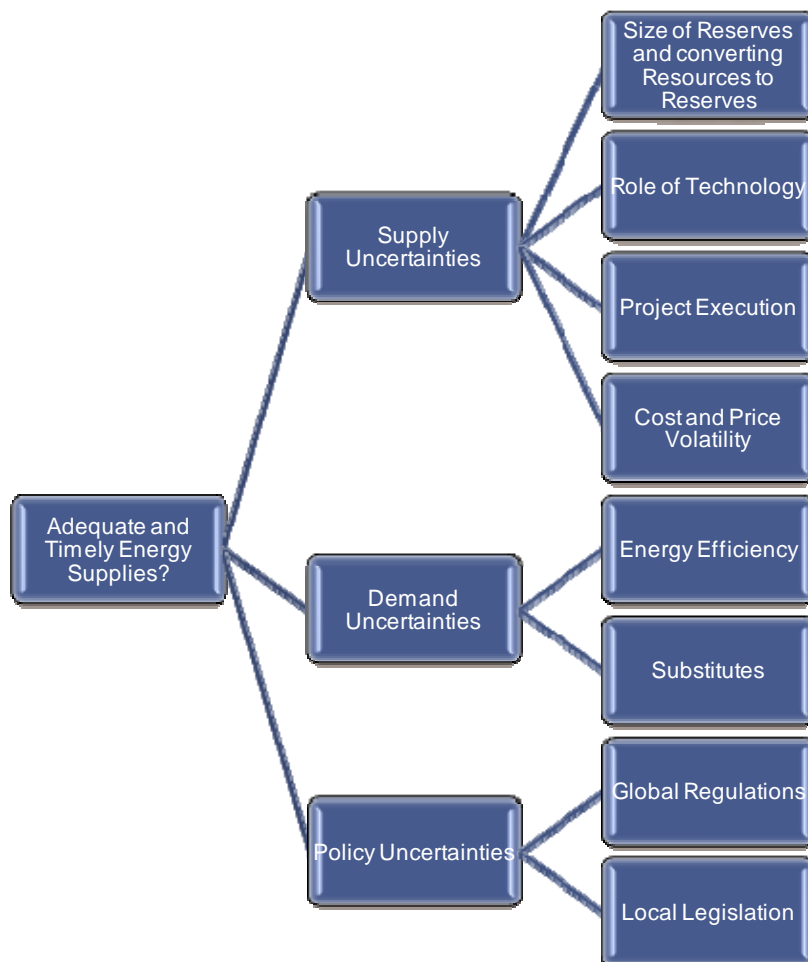 Adequate and
Timely Energy
Supplies?
Supply
Uncertainties
Size of Reserves
and converting
Resources to
Reserves
Role of Technology
Project Execution
Cost and Price
Volatility
Demand
Uncertainties
Energy Efficiency
Substitutes
Policy Uncertainties
Global Regulations
Local Legislation